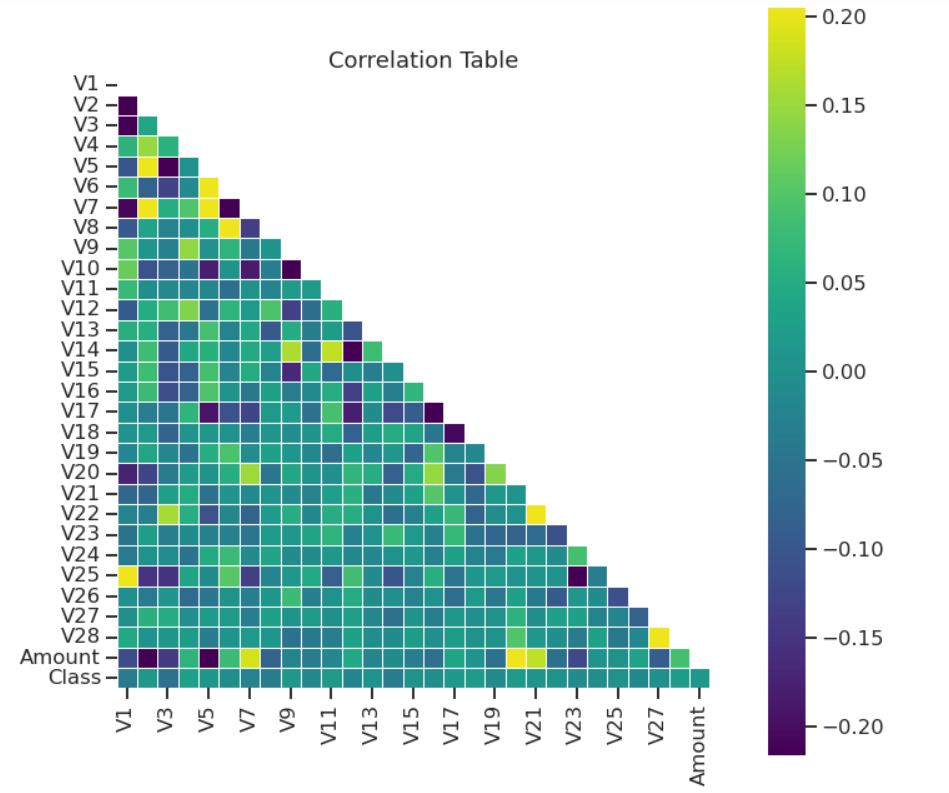 Correlation Table
V1
V2
V3
V4
V5
V6
V7
V8
V9
V10
V11
V12
V13
V14
V15
V16
V17
V18
V19
V20
V21
V22
V23
V24
V25
V26
V27
V28
Amount
Class
V1
V3
V5
V7
V9
V11
V13
V15
V17
V19
V21
V23
V25
V27
Amount
0.20
0.15
0.10
0.05
0.00
−0.05
−0.10
−0.15
−0.20